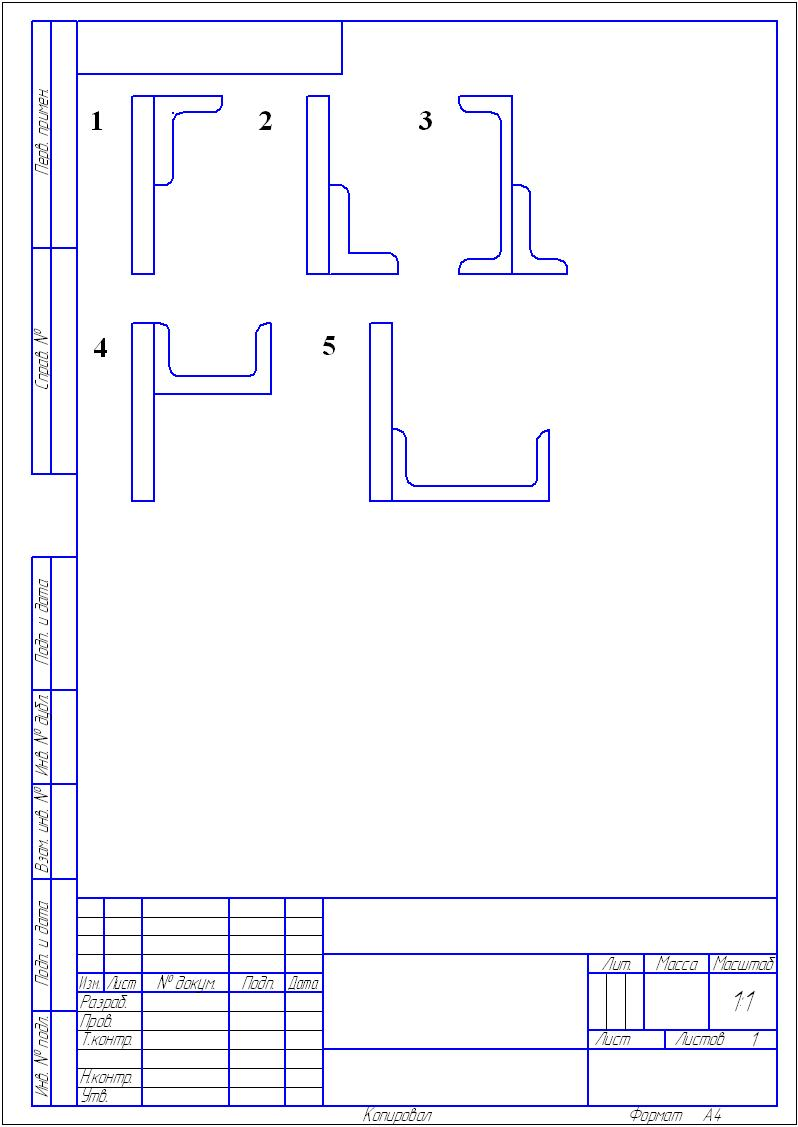 1
2
3
4
5
Перв. примен.
Справ. №
Подп. и дата
Инв. № дубл.
Взам. инв. №
Подп. и дата
Инв. № подл.
Лит. Масса Масштаб
Изм. Лист № докум. Подп. Дата
Разраб.
1:1
Пров.
Т.контр.
Лист Листов 1
Н.контр.
Утв.
Копировал Формат А4